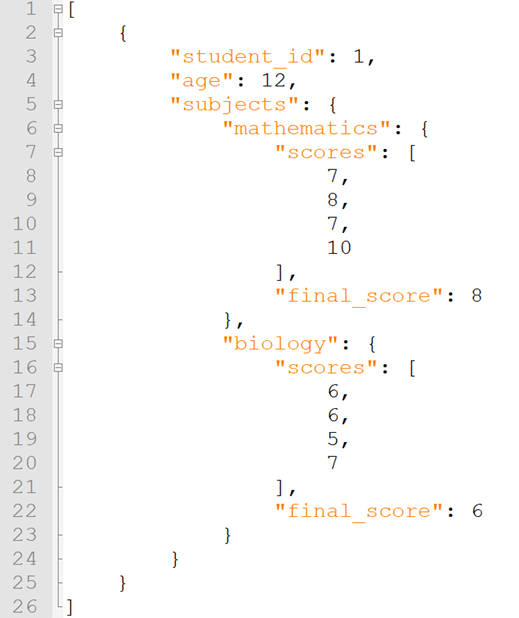 1 [
2 {
3 "student_id": 1,
4 "age": 12,
5 "subjects": {
6 "mathematics": {
7 "scores": [
8 7,
9 8,
10 7,
11 10
12 ],
13 "final_score": 8
14 },
15 "biology": {
16 "scores": [
17 6,
18 6,
19 5,
20 7
21 ],
22 "final_score": 6
23 }
24 }
25 }
26 ]